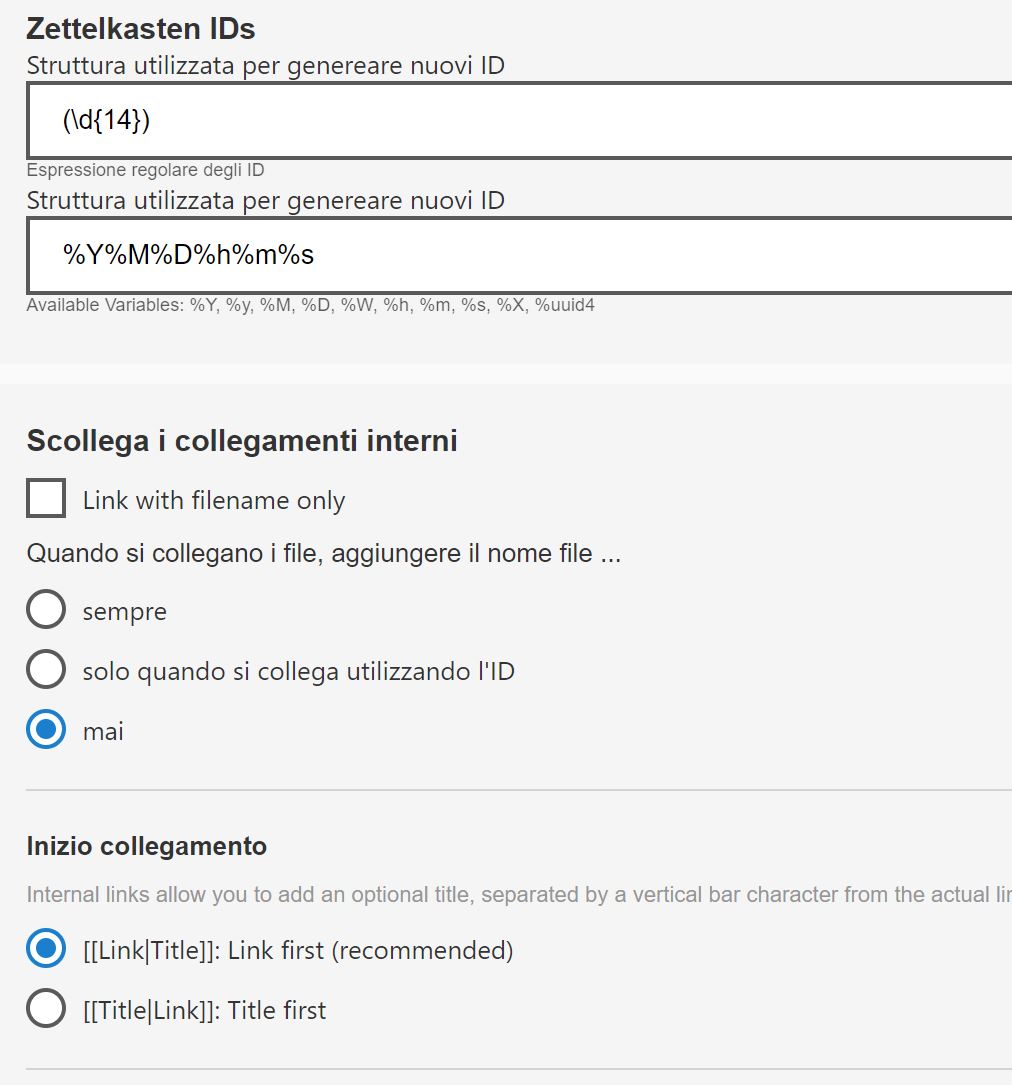 Zettelkasten IDs
Struttura utilizzata per genereare nuovi ID
(\d{14})
Espressione regolare degli ID
Struttura utilizzata per genereare nuovi ID
%Y%M%D%h%m%s
Available Variables: %Y, %y, %M, %D, %W, %h, %m, %s, %X, %uuid4
Scollega i collegamenti interni
Link with filename only
Quando si collegano i file, aggiungere il nome file ...
sempre
solo quando si collega utilizzando l'ID
mai
Inizio collegamento
Internal links allow you to add an optional title, separated by a vertical bar character from the actual
[[Link|Title]]: Link first (recommended)
[[Title|Link]]: Title first